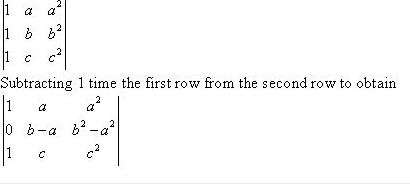 |1 a a²|
|1 b b²|
|1 c c²|
Subtracting 1 time the first row from the second row to obtain
|1 a a²|
|0 b−a b²−a²|
|1 c c²|